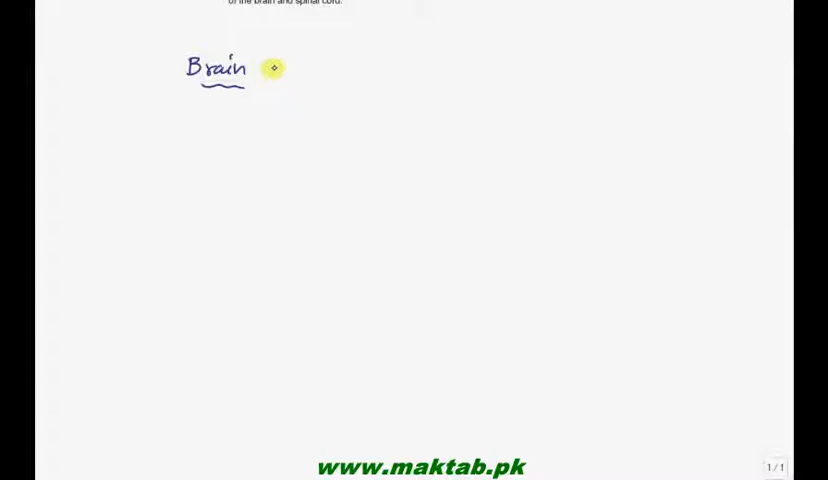 of the brain and spinal cord.
Brain
www.maktab.pk
1 / 1